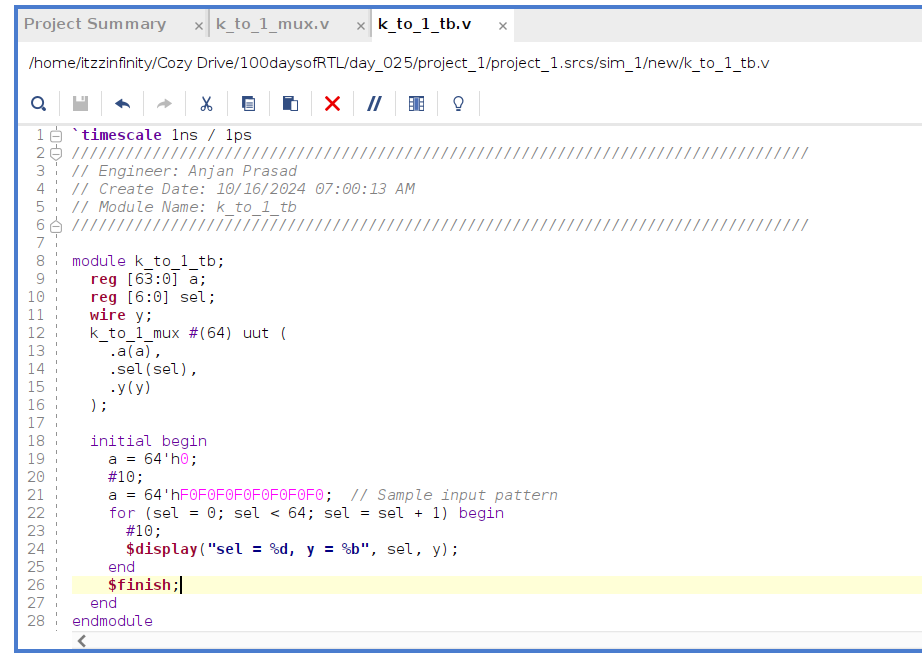 Project Summary × k_to_1_mux.v × k_to_1_tb.v ×
/home/itzzinfinity/Cozy Drive/100daysofRTL/day_025/project_1/project_1.srcs/sim_1/new/k_to_1_tb.v
1 `timescale 1ns / 1ps
2 //////////////////////////////////////////////////////////////////////////////////
3 // Engineer: Anjan Prasad
4 // Create Date: 10/16/2024 07:00:13 AM
5 // Module Name: k_to_1_tb
6 //////////////////////////////////////////////////////////////////////////////////
7
8 module k_to_1_tb;
9   reg [63:0] a;
10   reg [6:0] sel;
11   wire y;
12   k_to_1_mux #(64) uut (
13     .a(a),
14     .sel(sel),
15     .y(y)
16   );
17
18   initial begin
19     a = 64'h0;
20     #10;
21     a = 64'hF0F0F0F0F0F0F0F0;  // Sample input pattern
22     for (sel = 0; sel < 64; sel = sel + 1) begin
23       #10;
24       $display("sel = %d, y = %b", sel, y);
25     end
26     $finish;
27   end
28 endmodule